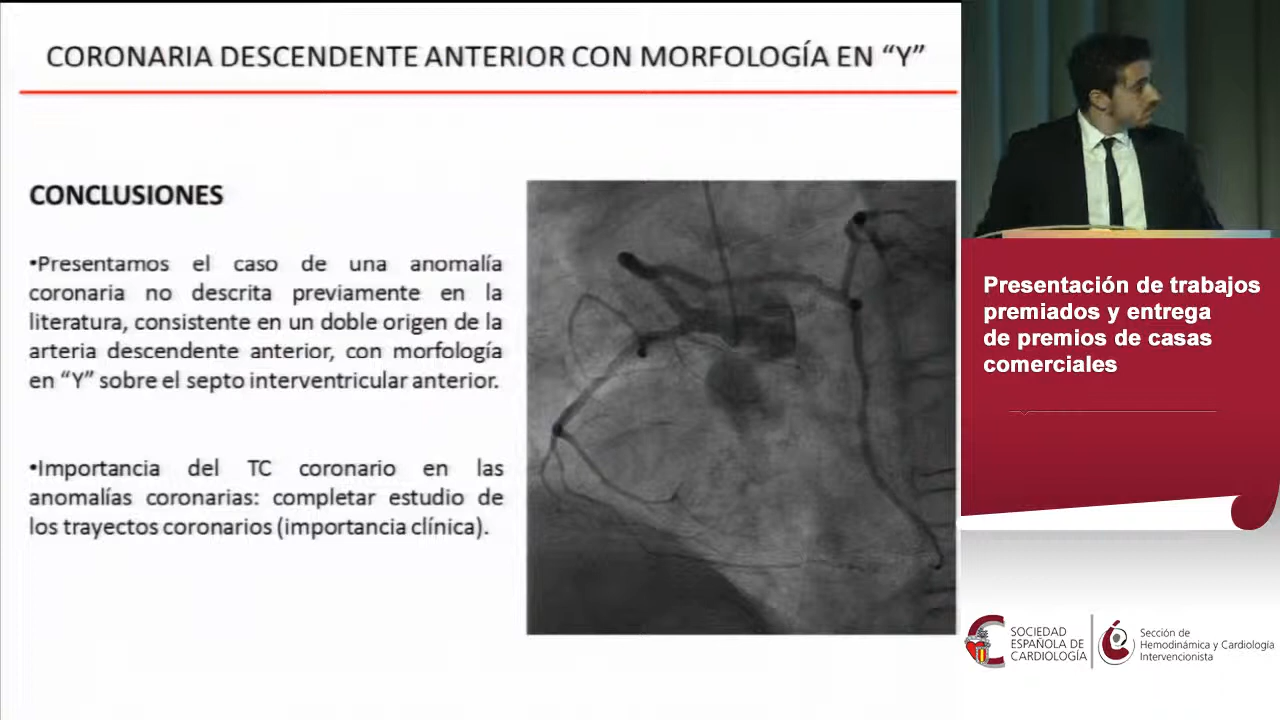 CORONARIA DESCENDENTE ANTERIOR CON MORFOLOGÍA EN “Y”
CONCLUSIONES
•Presentamos el caso de una anomalía
coronaria no descrita previamente en la
literatura, consistente en un doble origen de la
arteria descendente anterior, con morfología
en “Y” sobre el septo interventricular anterior.
•Importancia del TC coronario en las
anomalías coronarias: completar estudio de
los trayectos coronarios (importancia clínica).
Presentación de trabajos
premiados y entrega
de premios de casas
comerciales
SOCIEDAD
ESPAÑOLA DE
CARDIOLOGÍA
Sección de
Hemodinámica y Cardiología
Intervencionista